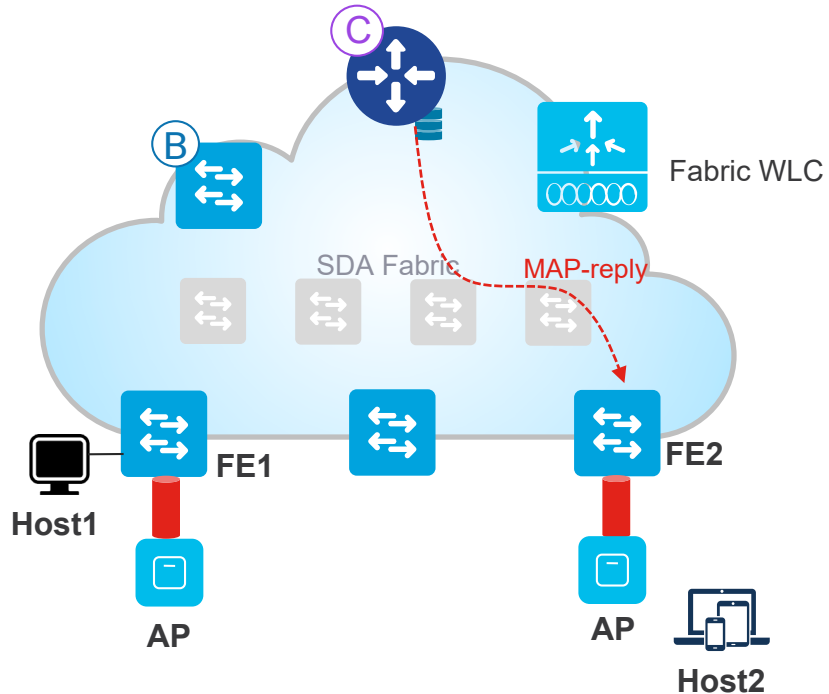 C
B
Fabric WLC
SDA Fabric
MAP-reply
FE1
FE2
Host1
AP
AP
Host2